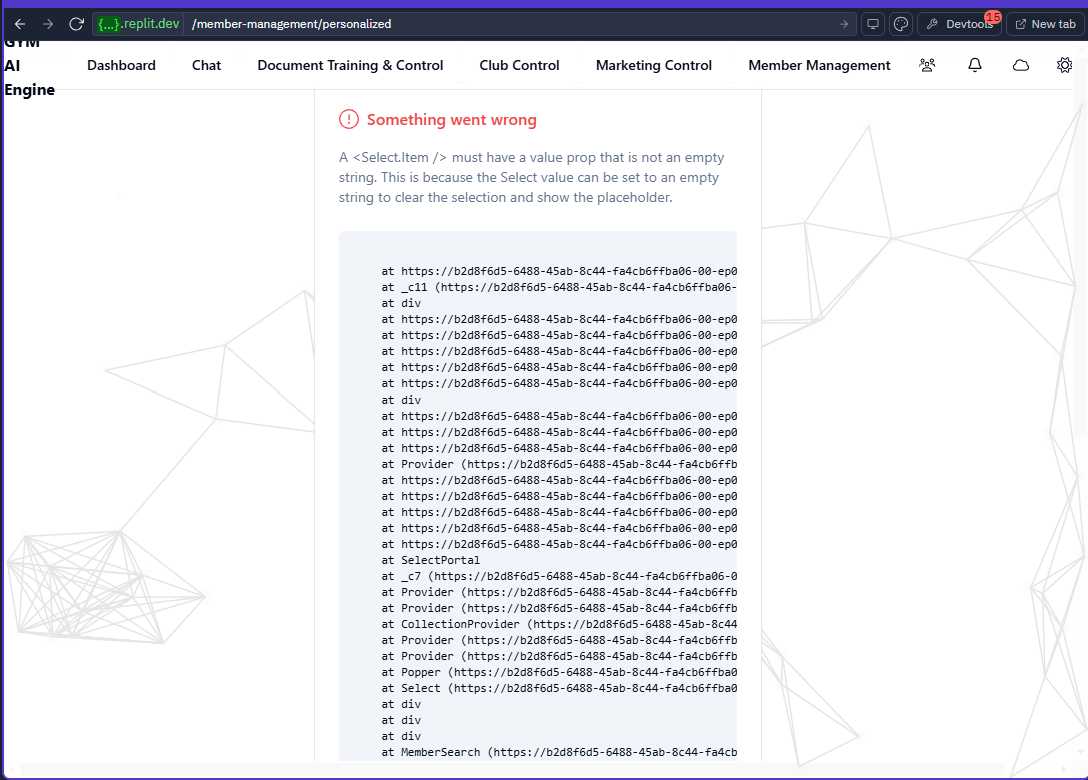 {...}.replit.dev /member-management/personalized Devtools 15 New tab
GYM
AI
Engine
Dashboard Chat Document Training & Control Club Control Marketing Control Member Management
Something went wrong
A <Select.Item /> must have a value prop that is not an empty
string. This is because the Select value can be set to an empty
string to clear the selection and show the placeholder.
at https://b2d8f6d5-6488-45ab-8c44-fa4cb6ffba06-00-ep0
at _c11 (https://b2d8f6d5-6488-45ab-8c44-fa4cb6ffba06-
at div
at https://b2d8f6d5-6488-45ab-8c44-fa4cb6ffba06-00-ep0
at https://b2d8f6d5-6488-45ab-8c44-fa4cb6ffba06-00-ep0
at https://b2d8f6d5-6488-45ab-8c44-fa4cb6ffba06-00-ep0
at https://b2d8f6d5-6488-45ab-8c44-fa4cb6ffba06-00-ep0
at https://b2d8f6d5-6488-45ab-8c44-fa4cb6ffba06-00-ep0
at div
at https://b2d8f6d5-6488-45ab-8c44-fa4cb6ffba06-00-ep0
at https://b2d8f6d5-6488-45ab-8c44-fa4cb6ffba06-00-ep0
at https://b2d8f6d5-6488-45ab-8c44-fa4cb6ffba06-00-ep0
at Provider (https://b2d8f6d5-6488-45ab-8c44-fa4cb6ffb
at https://b2d8f6d5-6488-45ab-8c44-fa4cb6ffba06-00-ep0
at https://b2d8f6d5-6488-45ab-8c44-fa4cb6ffba06-00-ep0
at https://b2d8f6d5-6488-45ab-8c44-fa4cb6ffba06-00-ep0
at https://b2d8f6d5-6488-45ab-8c44-fa4cb6ffba06-00-ep0
at https://b2d8f6d5-6488-45ab-8c44-fa4cb6ffba06-00-ep0
at SelectPortal
at _c7 (https://b2d8f6d5-6488-45ab-8c44-fa4cb6ffba06-0
at Provider (https://b2d8f6d5-6488-45ab-8c44-fa4cb6ffb
at Provider (https://b2d8f6d5-6488-45ab-8c44-fa4cb6ffb
at CollectionProvider (https://b2d8f6d5-6488-45ab-8c44
at Provider (https://b2d8f6d5-6488-45ab-8c44-fa4cb6ffb
at Provider (https://b2d8f6d5-6488-45ab-8c44-fa4cb6ffb
at Popper (https://b2d8f6d5-6488-45ab-8c44-fa4cb6ffba0
at Select (https://b2d8f6d5-6488-45ab-8c44-fa4cb6ffba0
at div
at div
at div
at MemberSearch (https://b2d8f6d5-6488-45ab-8c44-fa4cb